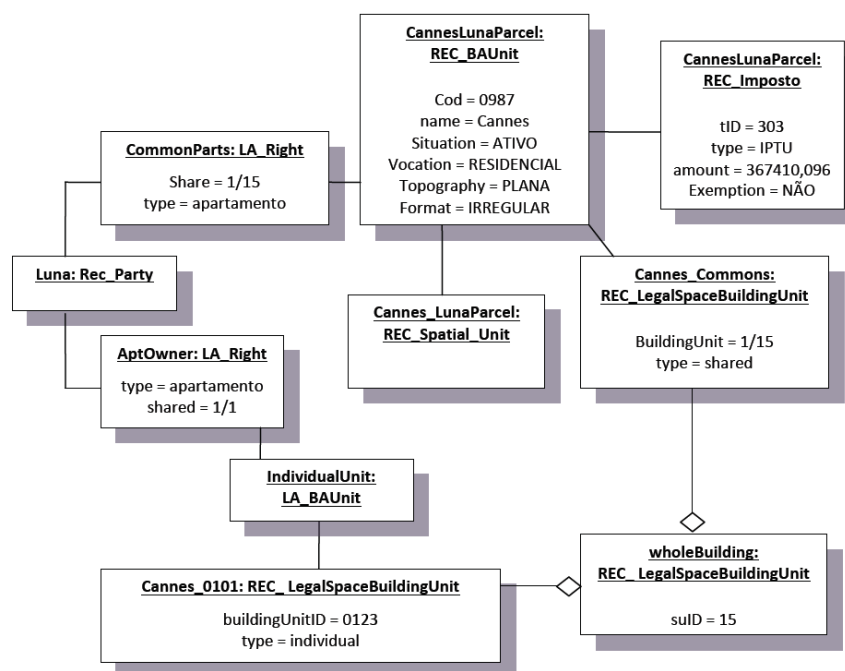 CannesLunaParcel:
REC_BAUnit
Cod = 0987
name = Cannes
Situation = ATIVO
Vocation = RESIDENCIAL
Topography = PLANA
Format = IRREGULAR
CannesLunaParcel:
REC_Imposto
tID = 303
type = IPTU
amount = 367410,096
Exemption = NÃO
CommonParts: LA_Right
Share = 1/15
type = apartamento
Luna: Rec_Party
Cannes_LunaParcel:
REC_Spatial_Unit
Cannes_Commons:
REC_LegalSpaceBuildingUnit
BuildingUnit = 1/15
type = shared
AptOwner: LA_Right
type = apartamento
shared = 1/1
IndividualUnit:
LA_BAUnit
Cannes_0101: REC_ LegalSpaceBuildingUnit
buildingUnitID = 0123
type = individual
wholeBuilding:
REC_ LegalSpaceBuildingUnit
suID = 15